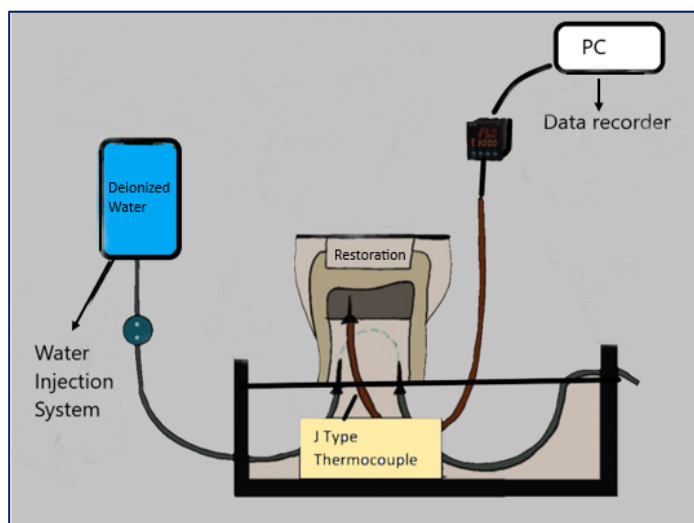 PC
Data recorder
Deionized
Water
Restoration
Water
Injection
System
J Type
Thermocouple